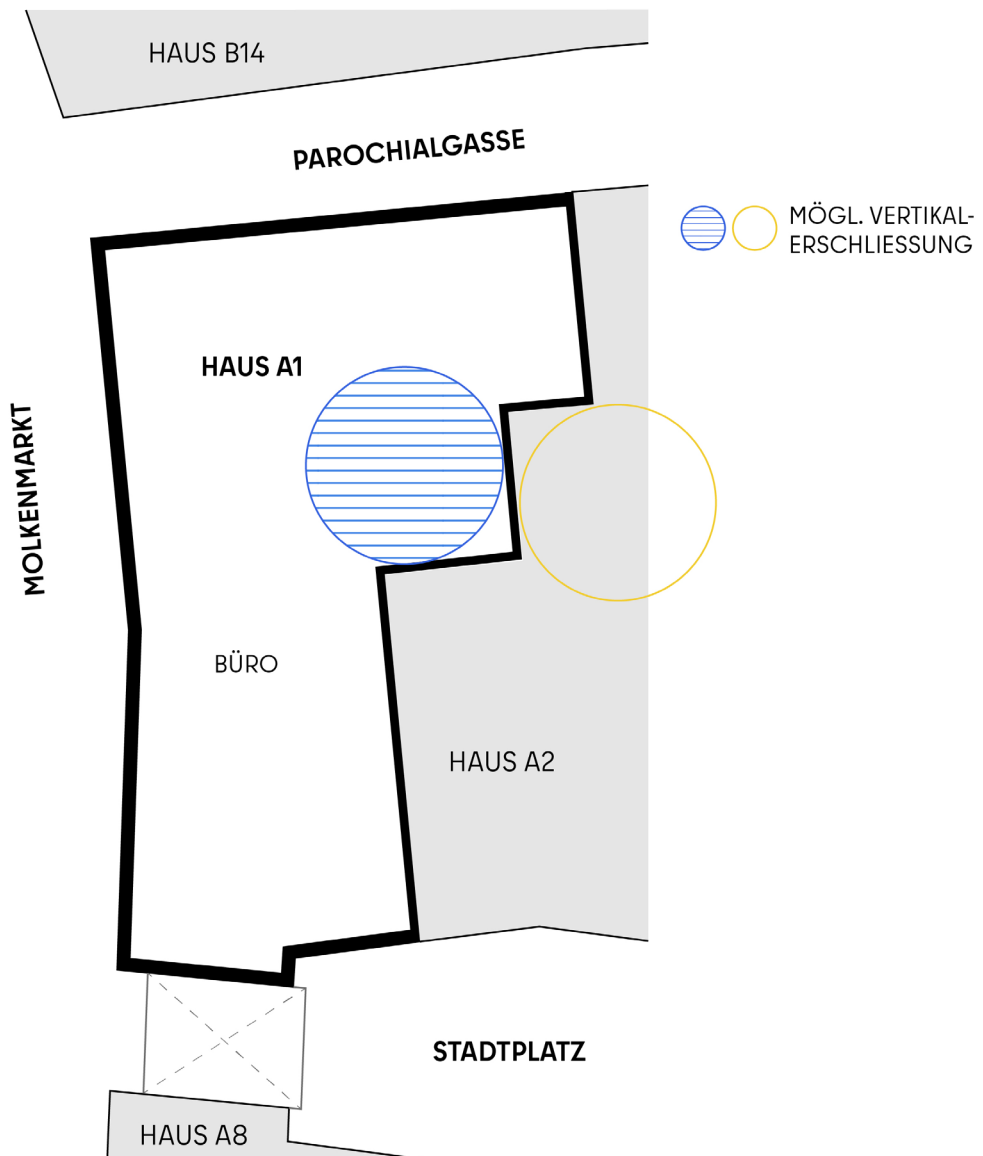 HAUS B14
PAROCHIALGASSE
MÖGL. VERTIKAL-
ERSCHLIESSUNG
HAUS A1
MOLKENMARKT
BÜRO
HAUS A2
STADTPLATZ
HAUS A8